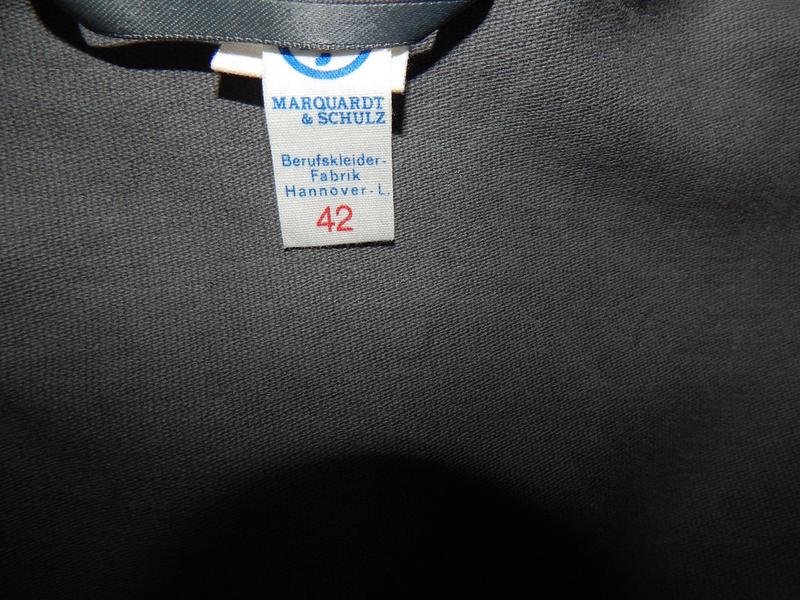 MARQUARDT
& SCHULZ
Berufskleider-
Fabrik
Hannover-L.
42